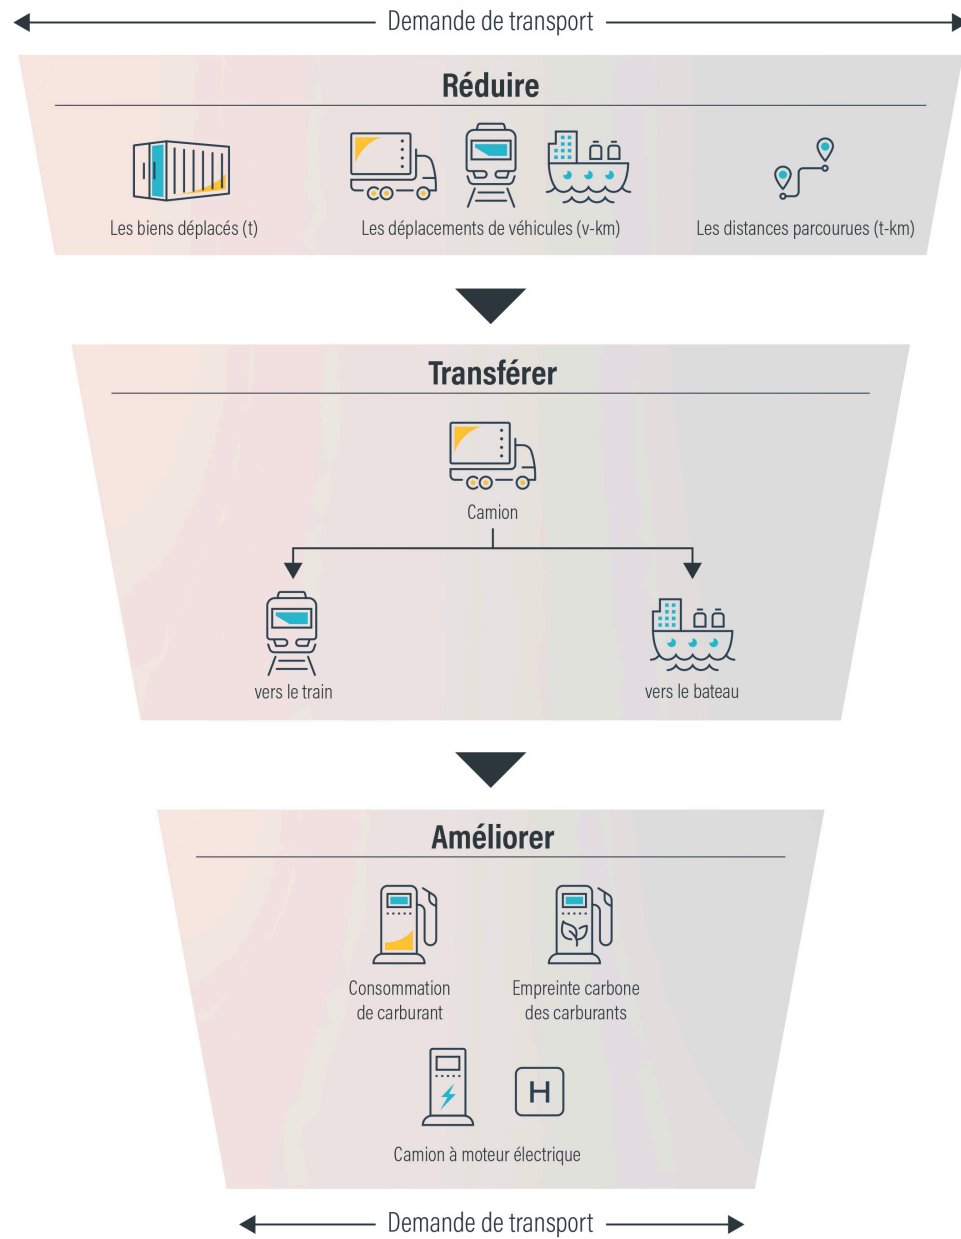 Demande de transport
Réduire
Les biens déplacés (t)
Les déplacements de véhicules (v-km)
Les distances parcourues (t-km)
Transférer
Camion
vers le train
vers le bateau
Améliorer
Consommation
de carburant
Empreinte carbone
des carburants
H
Camion à moteur électrique
Demande de transport